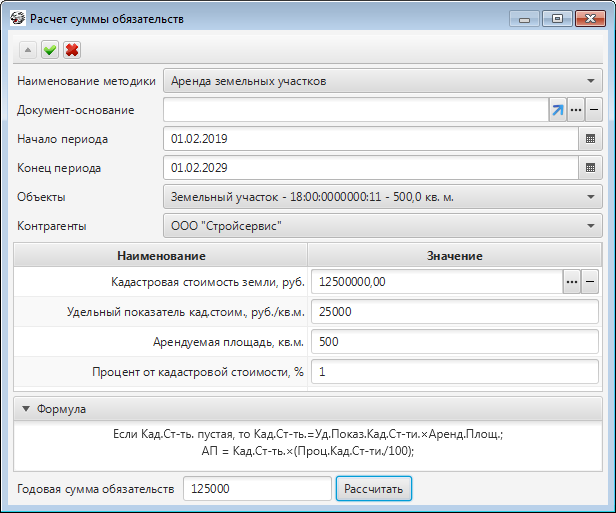 Расчет суммы обязательств
Наименование методики Аренда земельных участков
Документ-основание
Начало периода 01.02.2019
Конец периода 01.02.2029
Объекты Земельный участок - 18:00:0000000:11 - 500,0 кв. м.
Контрагенты ООО "Стройсервис"
Наименование Значение
Кадастровая стоимость земли, руб. 12500000,00
Удельный показатель кад.стоим., руб./кв.м. 25000
Арендуемая площадь, кв.м. 500
Процент от кадастровой стоимости, % 1
Формула
Если Кад.Ст-ть. пустая, то Кад.Ст-ть.=Уд.Показ.Кад.Ст-ти.×Аренд.Площ.;
АП = Кад.Ст-ть.×(Проц.Кад.Ст-ти./100);
Годовая сумма обязательств 125000 Рассчитать